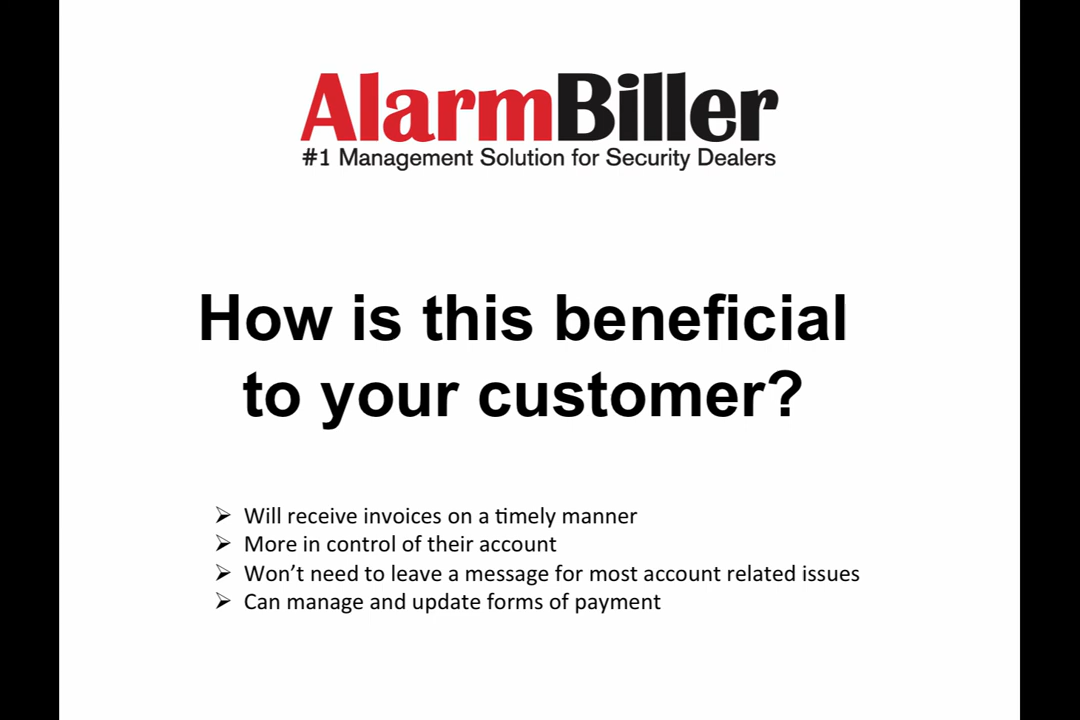 AlarmBiller
#1 Management Solution for Security Dealers
How is this beneficial
to your customer?
➢ Will receive invoices on a timely manner
➢ More in control of their account
➢ Won’t need to leave a message for most account related issues
➢ Can manage and update forms of payment